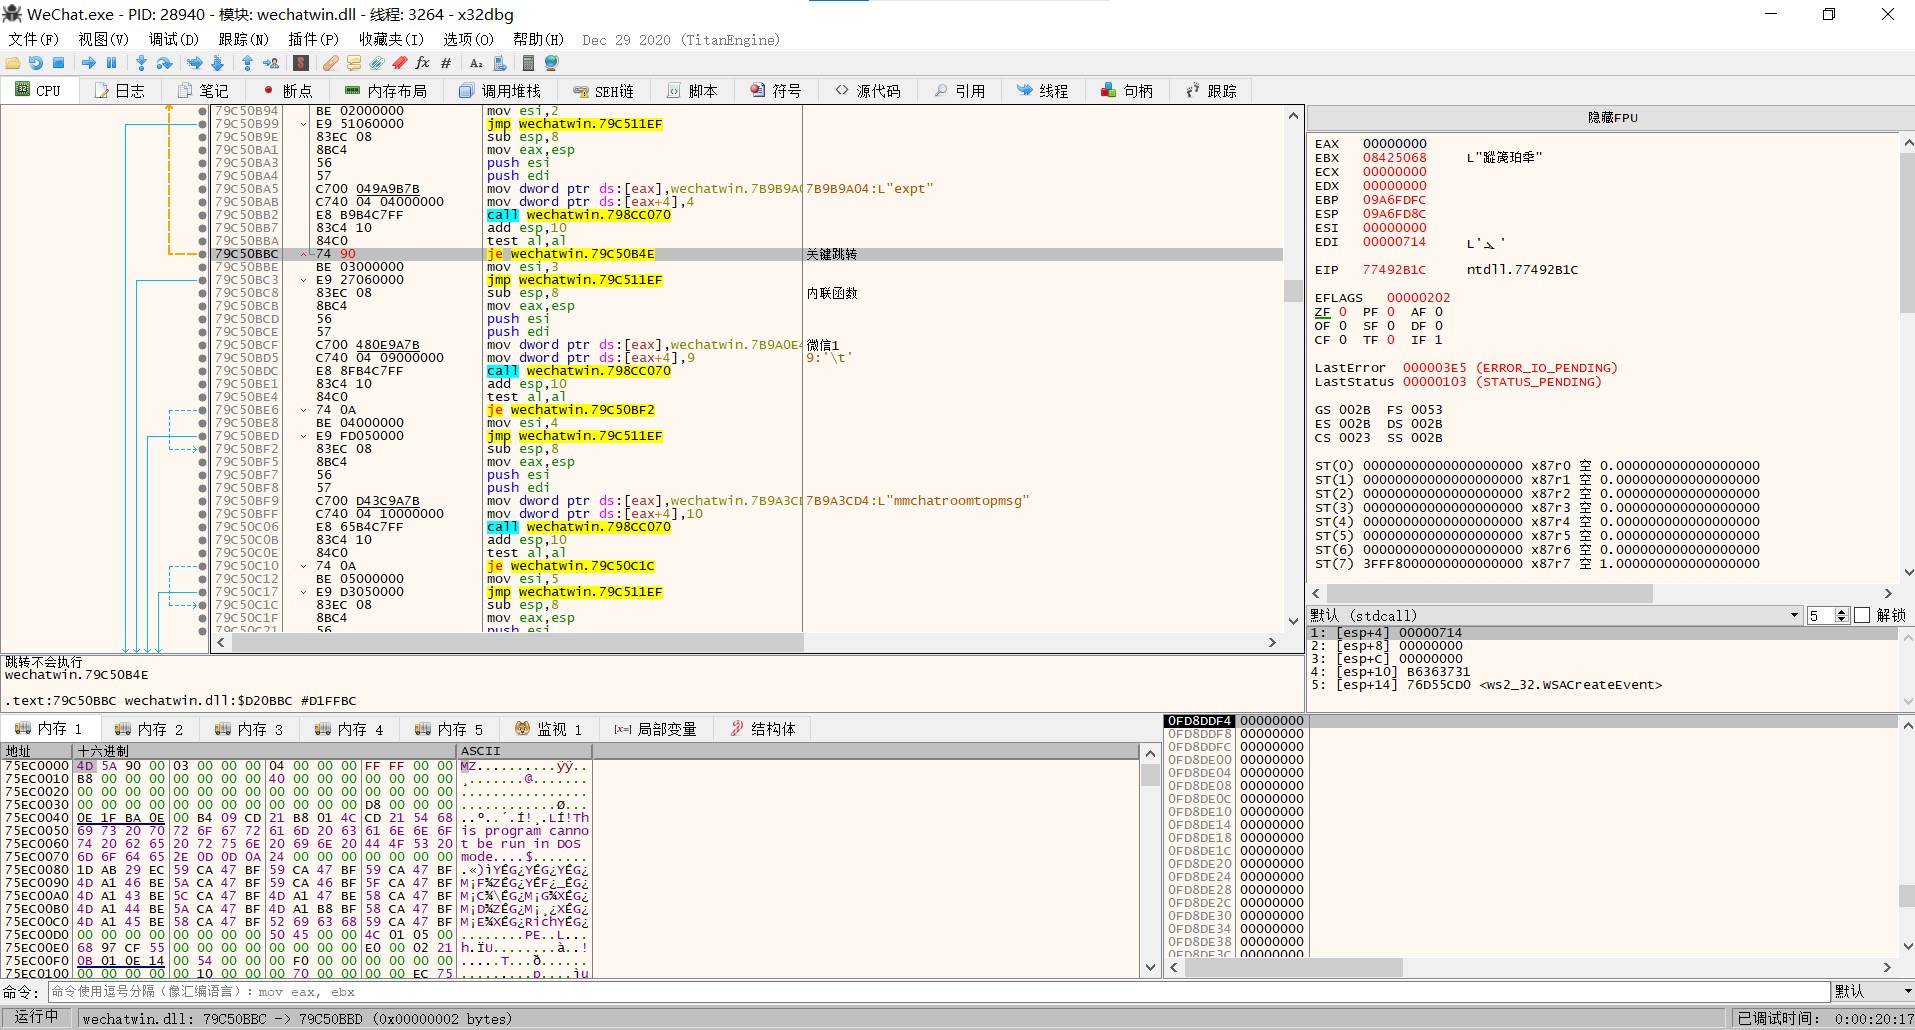 WeChat.exe - PID: 28940 - 模块: wechatwin.dll - 线程: 3264 - x32dbg
文件(F) 视图(V) 调试(D) 跟踪(N) 插件(P) 收藏夹(I) 选项(O) 帮助(H) Dec 29 2020 (TitanEngine)
CPU 日志 笔记 断点 内存布局 调用堆栈 SEH链 脚本 符号 源代码 引用 线程 句柄 跟踪
79C50B94 BE 02000000 mov esi,2
79C50B99 E9 51060000 jmp wechatwin.79C511EF
79C50B9E 83EC 08 sub esp,8
79C50BA1 8BC4 mov eax,esp
79C50BA3 56 push esi
79C50BA4 57 push edi
79C50BA5 C700 049A9B7B mov dword ptr ds:[eax],wechatwin.7B9B9A0 7B9B9A04:L"expt"
79C50BAB C740 04 04000000 mov dword ptr ds:[eax+4],4
79C50BB2 E8 B9B4C7FF call wechatwin.798CC070
79C50BB7 83C4 10 add esp,10
79C50BBA 84C0 test al,al
79C50BBC 74 90 je wechatwin.79C50B4E 关键跳转
79C50BBE BE 03000000 mov esi,3
79C50BC3 E9 27060000 jmp wechatwin.79C511EF
79C50BC8 83EC 08 sub esp,8 内联函数
79C50BCB 8BC4 mov eax,esp
79C50BCD 56 push esi
79C50BCE 57 push edi
79C50BCF C700 480E9A7B mov dword ptr ds:[eax],wechatwin.7B9A0E4 微信1
79C50BD5 C740 04 09000000 mov dword ptr ds:[eax+4],9 9:'\t'
79C50BDC E8 8FB4C7FF call wechatwin.798CC070
79C50BE1 83C4 10 add esp,10
79C50BE4 84C0 test al,al
79C50BE6 74 0A je wechatwin.79C50BF2
79C50BE8 BE 04000000 mov esi,4
79C50BED E9 FD050000 jmp wechatwin.79C511EF
79C50BF2 83EC 08 sub esp,8
79C50BF5 8BC4 mov eax,esp
79C50BF7 56 push esi
79C50BF8 57 push edi
79C50BF9 C700 D43C9A7B mov dword ptr ds:[eax],wechatwin.7B9A3CD 7B9A3CD4:L"mmchatroomtopmsg"
79C50BFF C740 04 10000000 mov dword ptr ds:[eax+4],10
79C50C06 E8 65B4C7FF call wechatwin.798CC070
79C50C0B 83C4 10 add esp,10
79C50C0E 84C0 test al,al
79C50C10 74 0A je wechatwin.79C50C1C
79C50C12 BE 05000000 mov esi,5
79C50C17 E9 D3050000 jmp wechatwin.79C511EF
79C50C1C 83EC 08 sub esp,8
79C50C1F 8BC4 mov eax,esp
79C50C21 56 push esi
隐藏FPU
EAX 00000000
EBX 08425068
ECX 00000000
EDX 00000000
EBP 09A6FDFC
ESP 09A6FD8C
ESI 00000000
EDI 00000714
EIP 77492B1C ntdll.77492B1C
EFLAGS 00000202
ZF 0 PF 0 AF 0
OF 0 SF 0 DF 0
CF 0 TF 0 IF 1
LastError 000003E5 (ERROR_IO_PENDING)
LastStatus 00000103 (STATUS_PENDING)
GS 002B FS 0053
ES 002B DS 002B
CS 0023 SS 002B
ST(0) 00000000000000000000 x87r0 空 0.000000000000000000
ST(1) 00000000000000000000 x87r1 空 0.000000000000000000
ST(2) 00000000000000000000 x87r2 空 0.000000000000000000
ST(3) 00000000000000000000 x87r3 空 0.000000000000000000
ST(4) 00000000000000000000 x87r4 空 0.000000000000000000
ST(5) 00000000000000000000 x87r5 空 0.000000000000000000
ST(6) 00000000000000000000 x87r6 空 0.000000000000000000
ST(7) 3FFF8000000000000000 x87r7 空 1.000000000000000000
默认 (stdcall) 5 解锁
1: [esp+4] 00000714
2: [esp+8] 00000000
3: [esp+C] 00000000
4: [esp+10] B6363731
5: [esp+14] 76D55CD0 <ws2_32.WSACreateEvent>
跳转不会执行
wechatwin.79C50B4E
.text:79C50BBC wechatwin.dll:$D20BBC #D1FFBC
内存 1 内存 2 内存 3 内存 4 内存 5 监视 1 [x=] 局部变量 结构体
地址 十六进制 ASCII
75EC0000 4D 5A 90 00 03 00 00 00 04 00 00 00 FF FF 00 00 MZ..........ÿÿ..
75EC0010 B8 00 00 00 00 00 00 00 40 00 00 00 00 00 00 00 ¸.......@.......
75EC0020 00 00 00 00 00 00 00 00 00 00 00 00 00 00 00 00 ................
75EC0030 00 00 00 00 00 00 00 00 00 00 00 00 D8 00 00 00 ............Ø...
75EC0040 0E 1F BA 0E 00 B4 09 CD 21 B8 01 4C CD 21 54 68 ..º..´.Í!¸.LÍ!Th
75EC0050 69 73 20 70 72 6F 67 72 61 6D 20 63 61 6E 6E 6F is program canno
75EC0060 74 20 62 65 20 72 75 6E 20 69 6E 20 44 4F 53 20 t be run in DOS
75EC0070 6D 6F 64 65 2E 0D 0D 0A 24 00 00 00 00 00 00 00 mode....$.......
75EC0080 1D AB 29 EC 59 CA 47 BF 59 CA 47 BF 59 CA 47 BF .«)ìYÊG¿YÊG¿YÊG¿
75EC0090 4D A1 46 BE 5A CA 47 BF 59 CA 46 BF 5F CA 47 BF M¡F¾ZÊG¿YÊF¿_ÊG¿
75EC00A0 4D A1 43 BE 5C CA 47 BF 4D A1 47 BE 58 CA 47 BF M¡C¾\ÊG¿M¡G¾XÊG¿
75EC00B0 4D A1 44 BE 5A CA 47 BF 4D A1 B8 BF 58 CA 47 BF M¡D¾ZÊG¿M¡¸¿XÊG¿
75EC00C0 4D A1 45 BE 58 CA 47 BF 52 69 63 68 59 CA 47 BF M¡E¾XÊG¿RichYÊG¿
75EC00D0 00 00 00 00 00 00 00 00 50 45 00 00 4C 01 05 00 ........PE..L...
75EC00E0 68 97 CF 55 00 00 00 00 00 00 00 00 E0 00 02 21 h.ÏU........à..!
75EC00F0 0B 01 0E 14 00 54 00 00 00 F0 00 00 00 00 00 00 .....T...ð......
75EC0100 00 00 00 00 00 10 00 00 00 70 00 00 00 00 EC 75 .........p....ìu
0FD8DDF4 00000000
0FD8DDF8 00000000
0FD8DDFC 00000000
0FD8DE00 00000000
0FD8DE04 00000000
0FD8DE08 00000000
0FD8DE0C 00000000
0FD8DE10 00000000
0FD8DE14 00000000
0FD8DE18 00000000
0FD8DE1C 00000000
0FD8DE20 00000000
0FD8DE24 00000000
0FD8DE28 00000000
0FD8DE2C 00000000
0FD8DE30 00000000
0FD8DE34 00000000
0FD8DE38 00000000
0FD8DE3C 00000000
命令: 命令使用逗号分隔（像汇编语言）: mov eax, ebx 默认
运行中 wechatwin.dll: 79C50BBC -> 79C50BBD (0x00000002 bytes) 已调试时间: 0:00:20:17